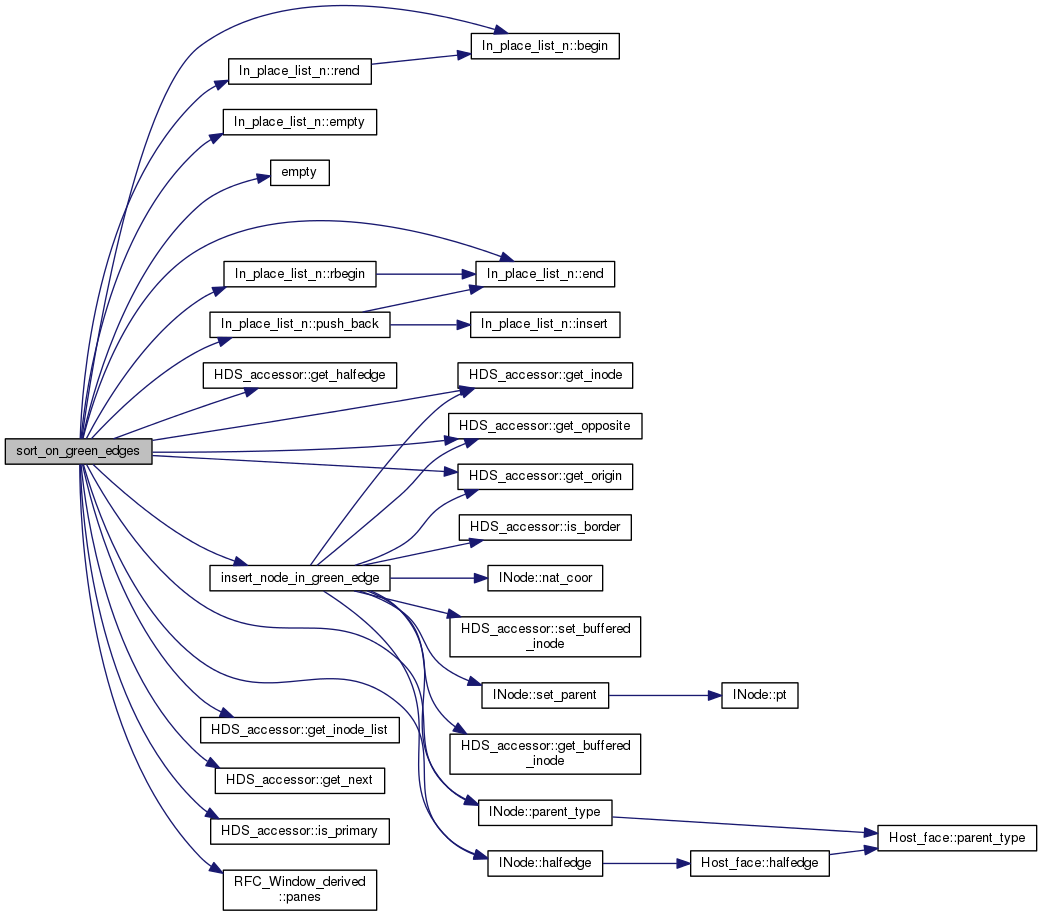 In_place_list_n::begin
In_place_list_n::rend
In_place_list_n::empty
empty
In_place_list_n::rbegin
In_place_list_n::end
In_place_list_n::push_back
In_place_list_n::insert
HDS_accessor::get_halfedge
HDS_accessor::get_inode
HDS_accessor::get_opposite
sort_on_green_edges
HDS_accessor::get_origin
HDS_accessor::is_border
insert_node_in_green_edge
INode::nat_coor
HDS_accessor::set_buffered
_inode
INode::set_parent
INode::pt
HDS_accessor::get_inode_list
HDS_accessor::get_buffered
_inode
HDS_accessor::get_next
INode::parent_type
HDS_accessor::is_primary
Host_face::parent_type
INode::halfedge
Host_face::halfedge
RFC_Window_derived
::panes